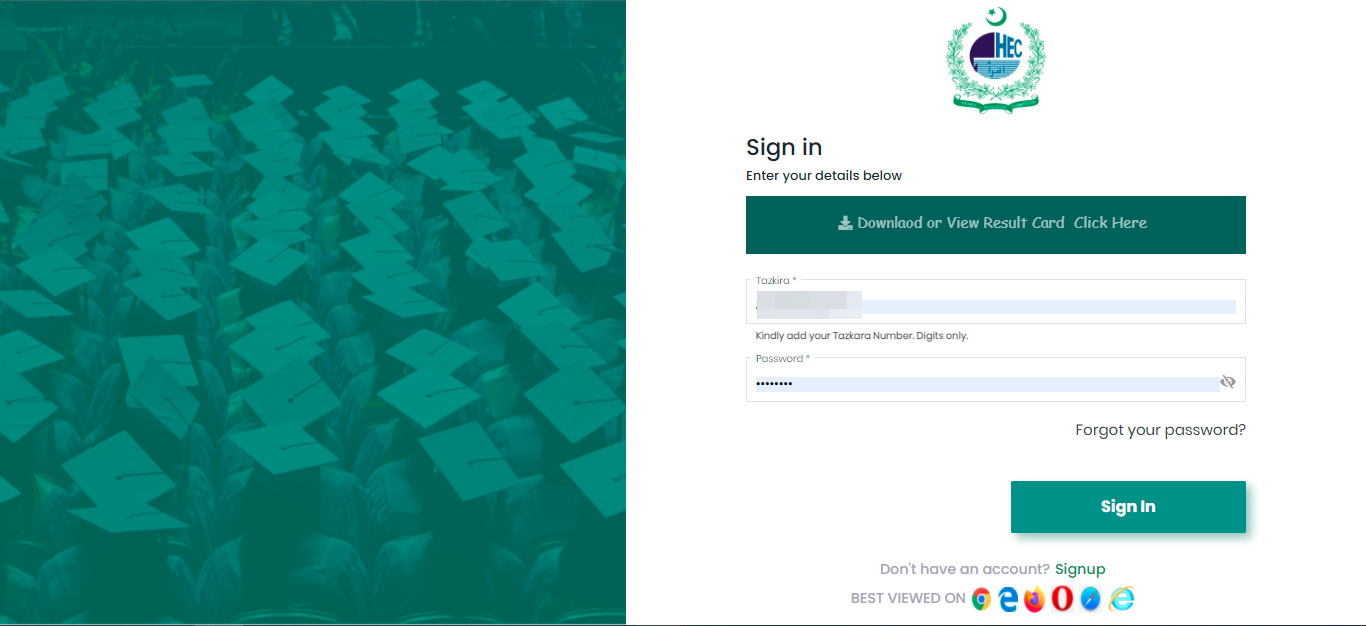 HEC
Sign in
Enter your details below
Downlaod or View Result Card Click Here
Tazkira *
Kindly add your Tazkara Number. Digits only.
Password *
••••••••
Forgot your password?
Sign In
Don't have an account? Signup
BEST VIEWED ON